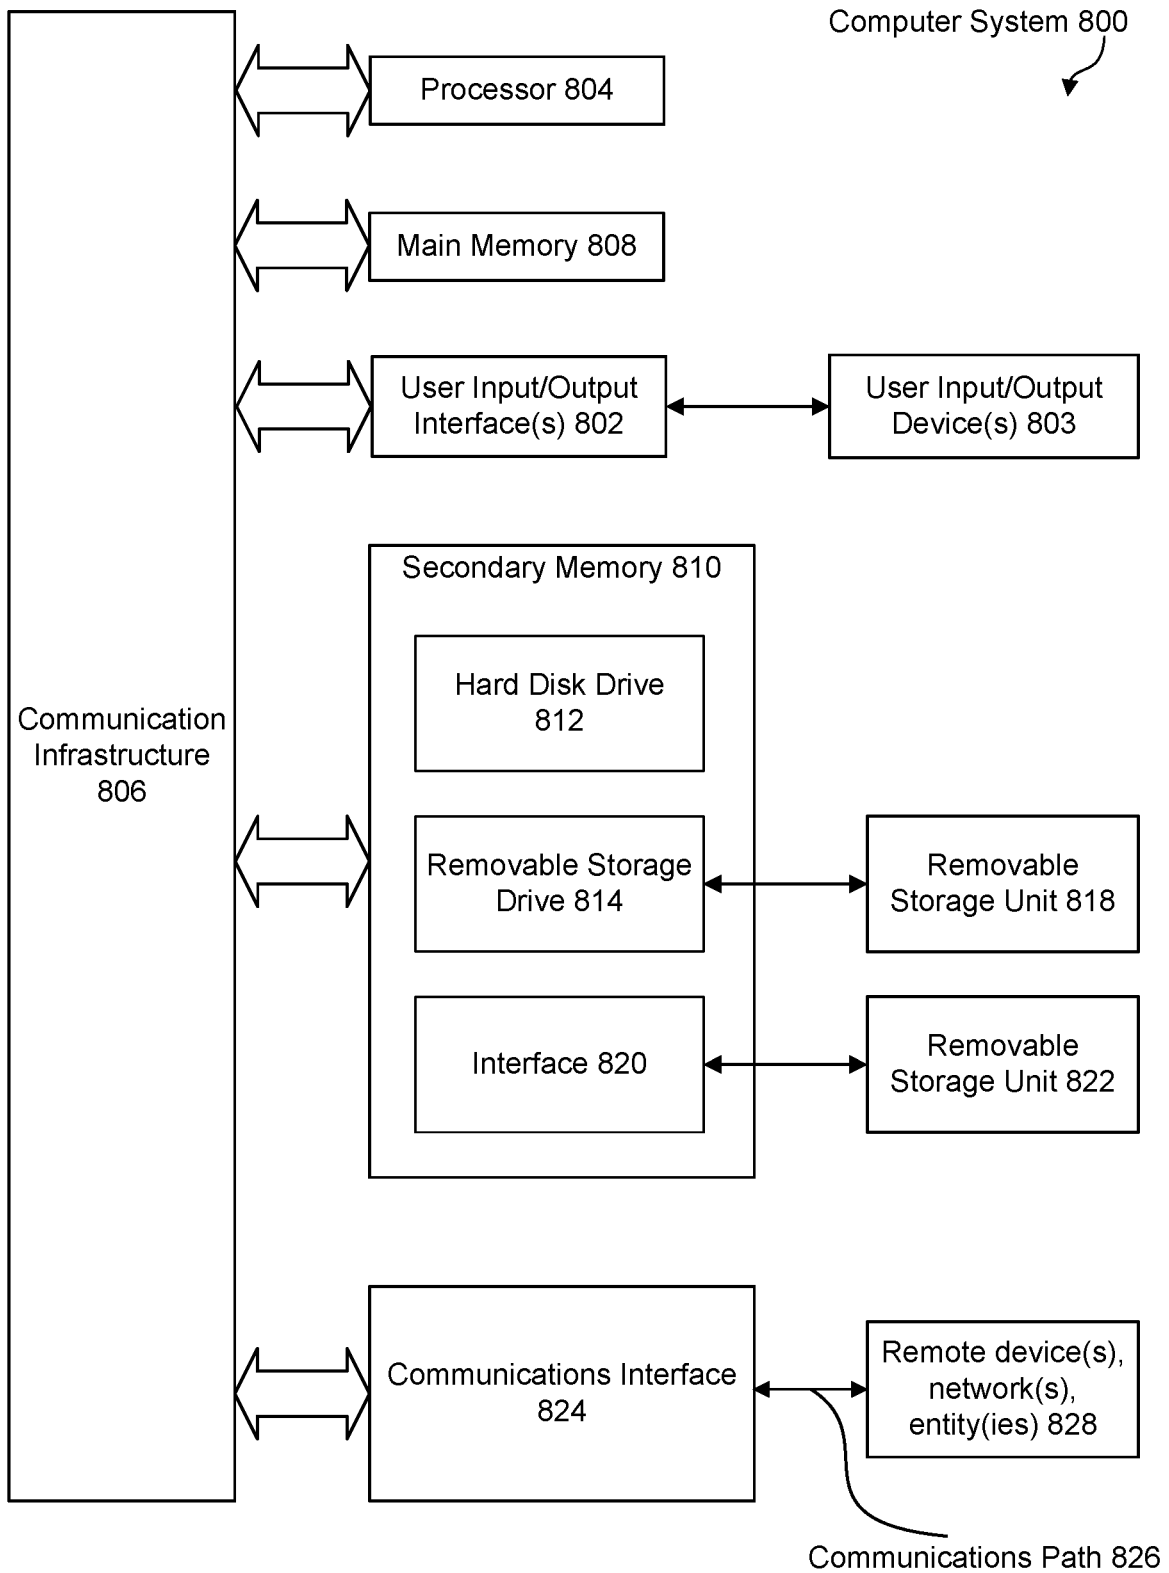 Computer System 800
Processor 804
Main Memory 808
User Input/Output
Interface(s) 802
User Input/Output
Device(s) 803
Secondary Memory 810
Hard Disk Drive
812
Communication
Infrastructure
806
Removable Storage
Drive 814
Removable
Storage Unit 818
Interface 820
Removable
Storage Unit 822
Communications Interface
824
Remote device(s),
network(s),
entity(ies) 828
Communications Path 826